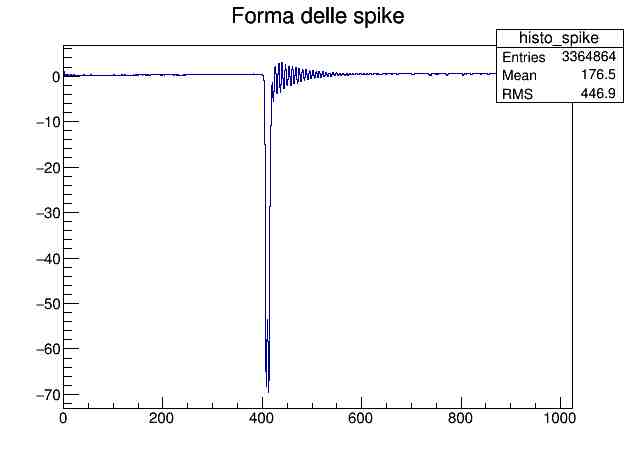 Forma delle spike
histo_spike
Entries 3364864
Mean 176.5
RMS 446.9
0
−10
−20
−30
−40
−50
−60
−70
0 200 400 600 800 1000